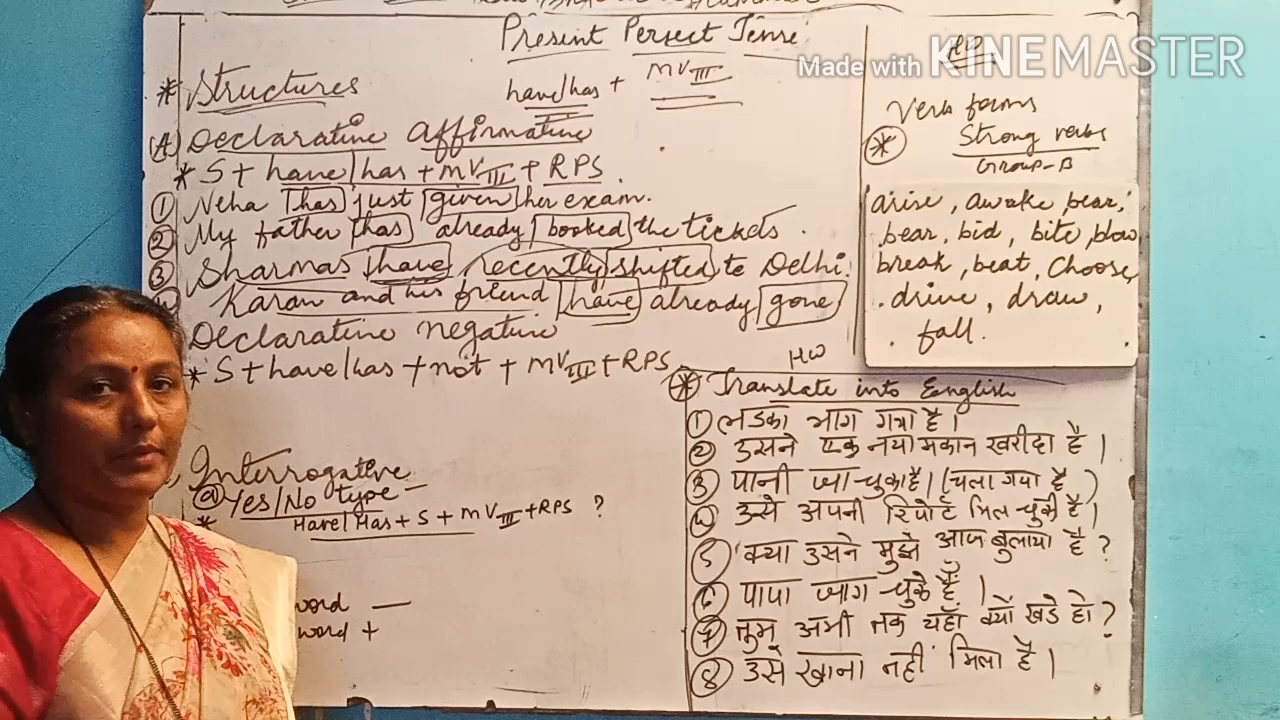 Present Perfect Tense
Made with KINEMASTER
* Structures
have/has + MV III
(A) Declarative affirmative
* S + have/has + MV III + RPS
① Neha has just given her exam.
② My father has already booked the tickets.
③ Sharmas have recently shifted to Delhi.
Karan and his friend have already gone
Declarative negative
* S + have/has + not + MV III + RPS
Interrogative
ⓐ Yes/No type –
* Have/Has + S + MV III + RPS ?
word —
word +
Verb forms
* Strong verbs
Group-B
arise, awake, bear,
bear, bid, bite, blow
break, beat, choose,
drive, draw,
fall.
HW
* Translate into English
① लडका भाग गया है।
② उसने एक नया मकान खरीदा है।
③ पानी जा चुका है। (चला गया है)
④ उसे अपनी रिपोर्ट मिल चुकी है।
⑤ क्या उसने मुझे आज बुलाया है?
⑥ पापा जाग चुके हैं।
⑦ तुम अभी तक यहाँ क्यों खडे हो?
⑧ उसे खाना नहीं मिला है।